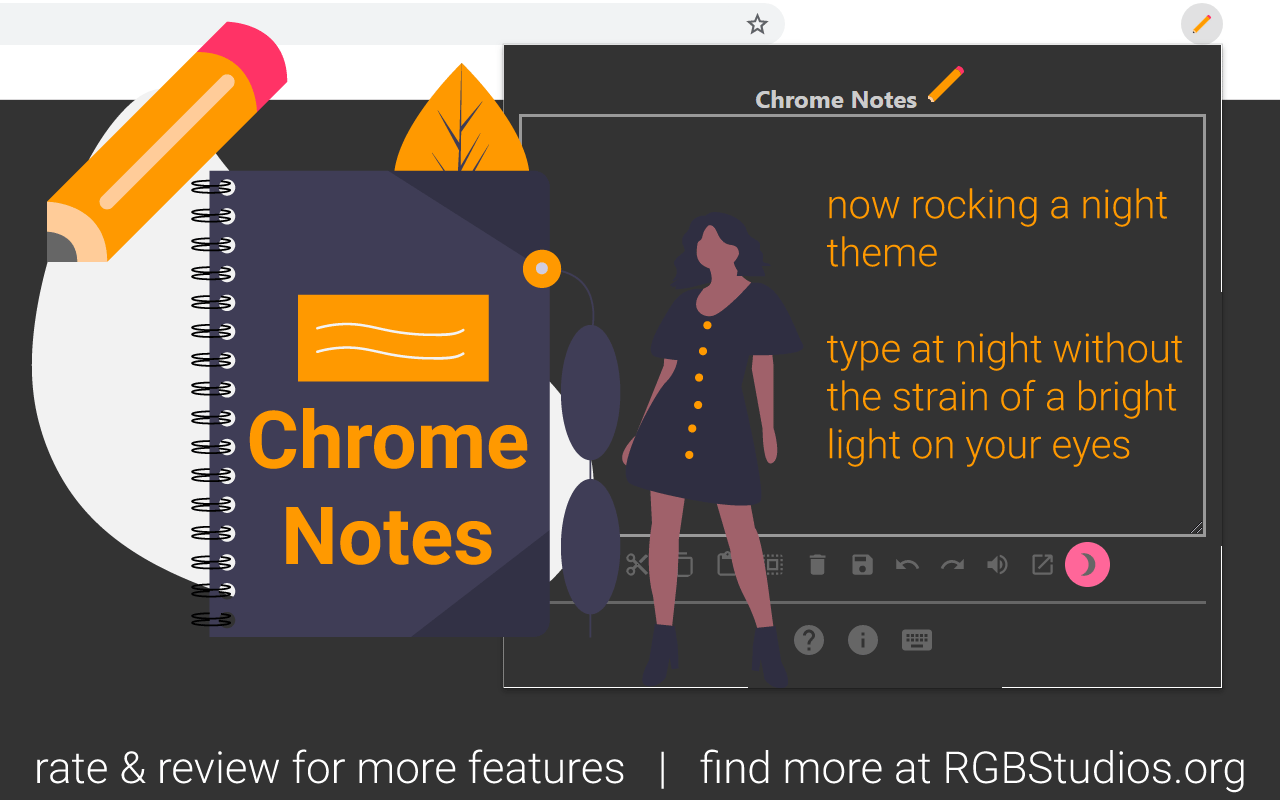 Chrome Notes
now rocking a night
theme
type at night without
the strain of a bright
light on your eyes
Chrome
Notes
rate & review for more features | find more at RGBStudios.org